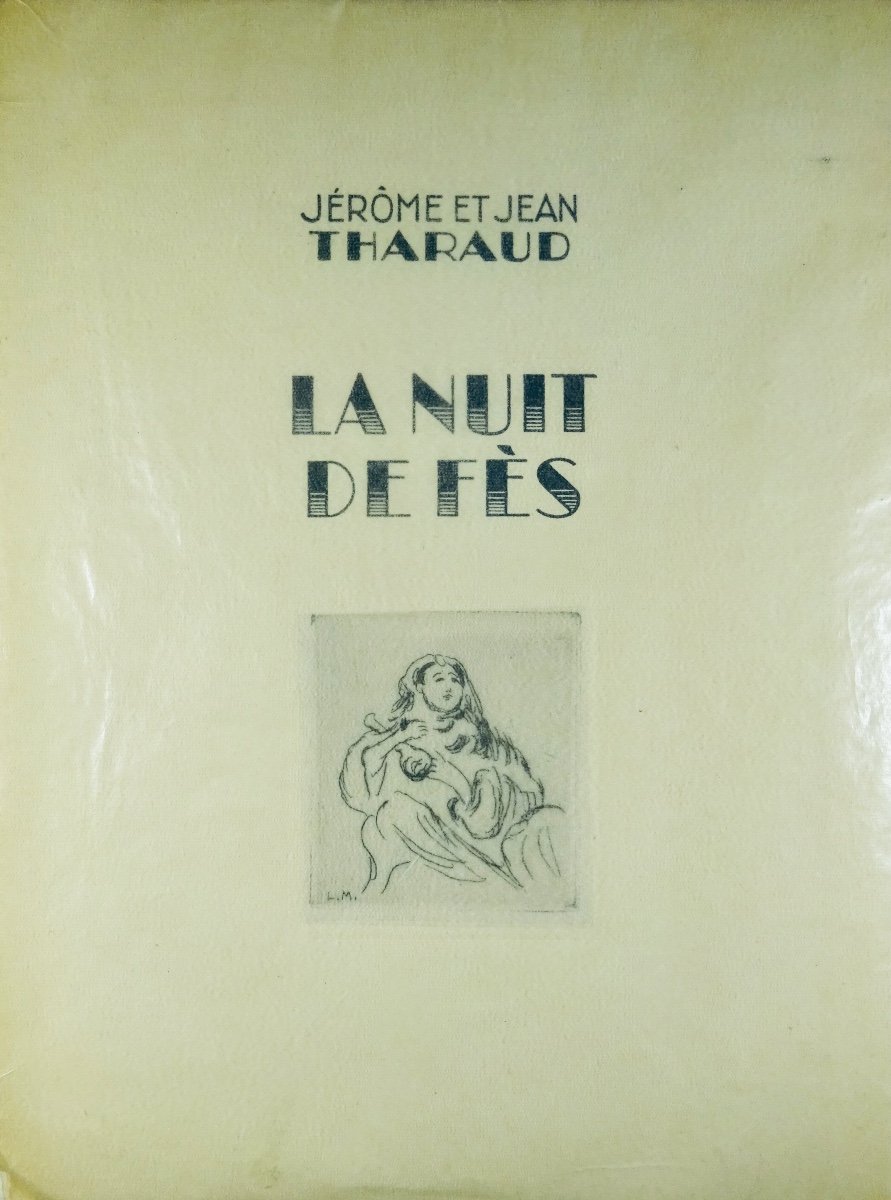 JÉRÔME ET JEAN
THARAUD
LA NUIT
DE FÈS
L.M.